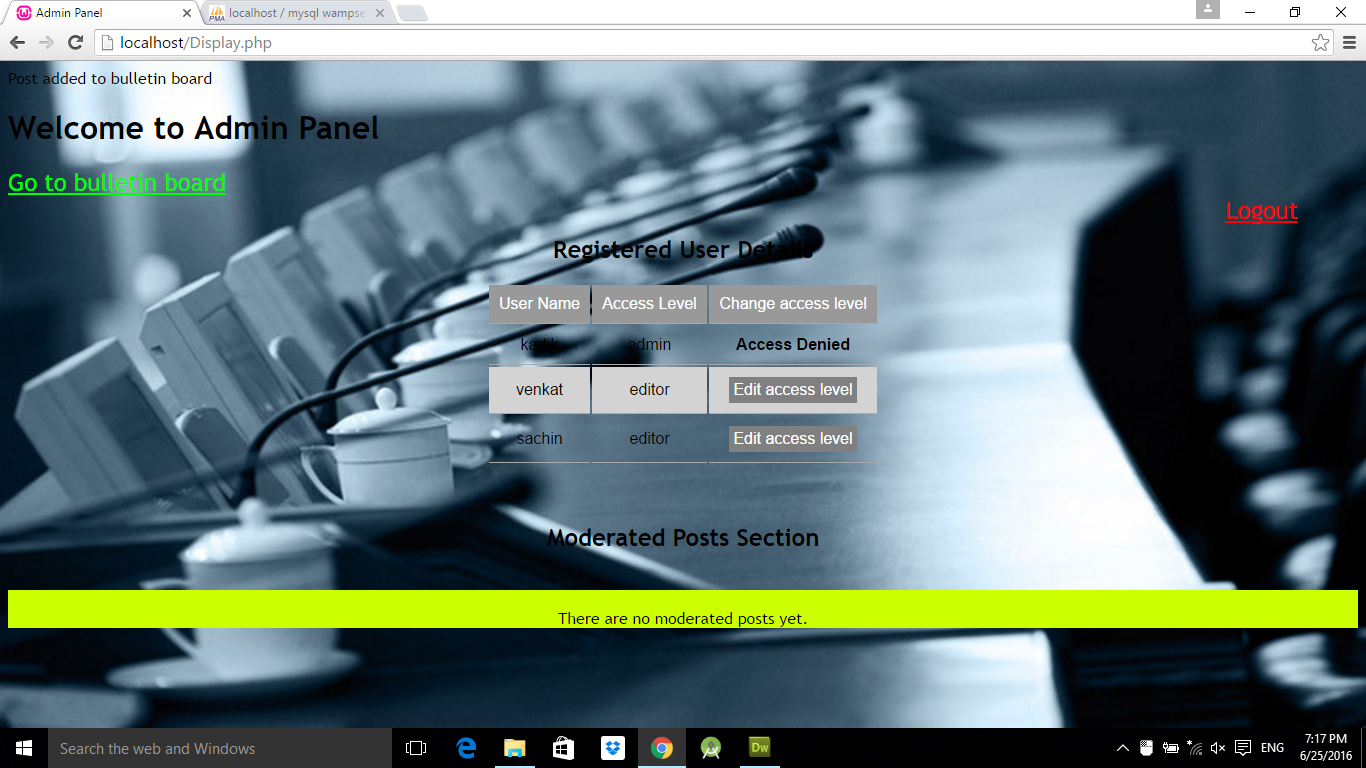 Admin Panel
localhost / mysql wampse
localhost/Display.php
Post added to bulletin board
Welcome to Admin Panel
Go to bulletin board
Logout
Registered User Details
User Name Access Level Change access level
admin Access Denied
venkat editor Edit access level
sachin editor Edit access level
Moderated Posts Section
There are no moderated posts yet.
Search the web and Windows
Dw
ENG
7:17 PM
6/25/2016